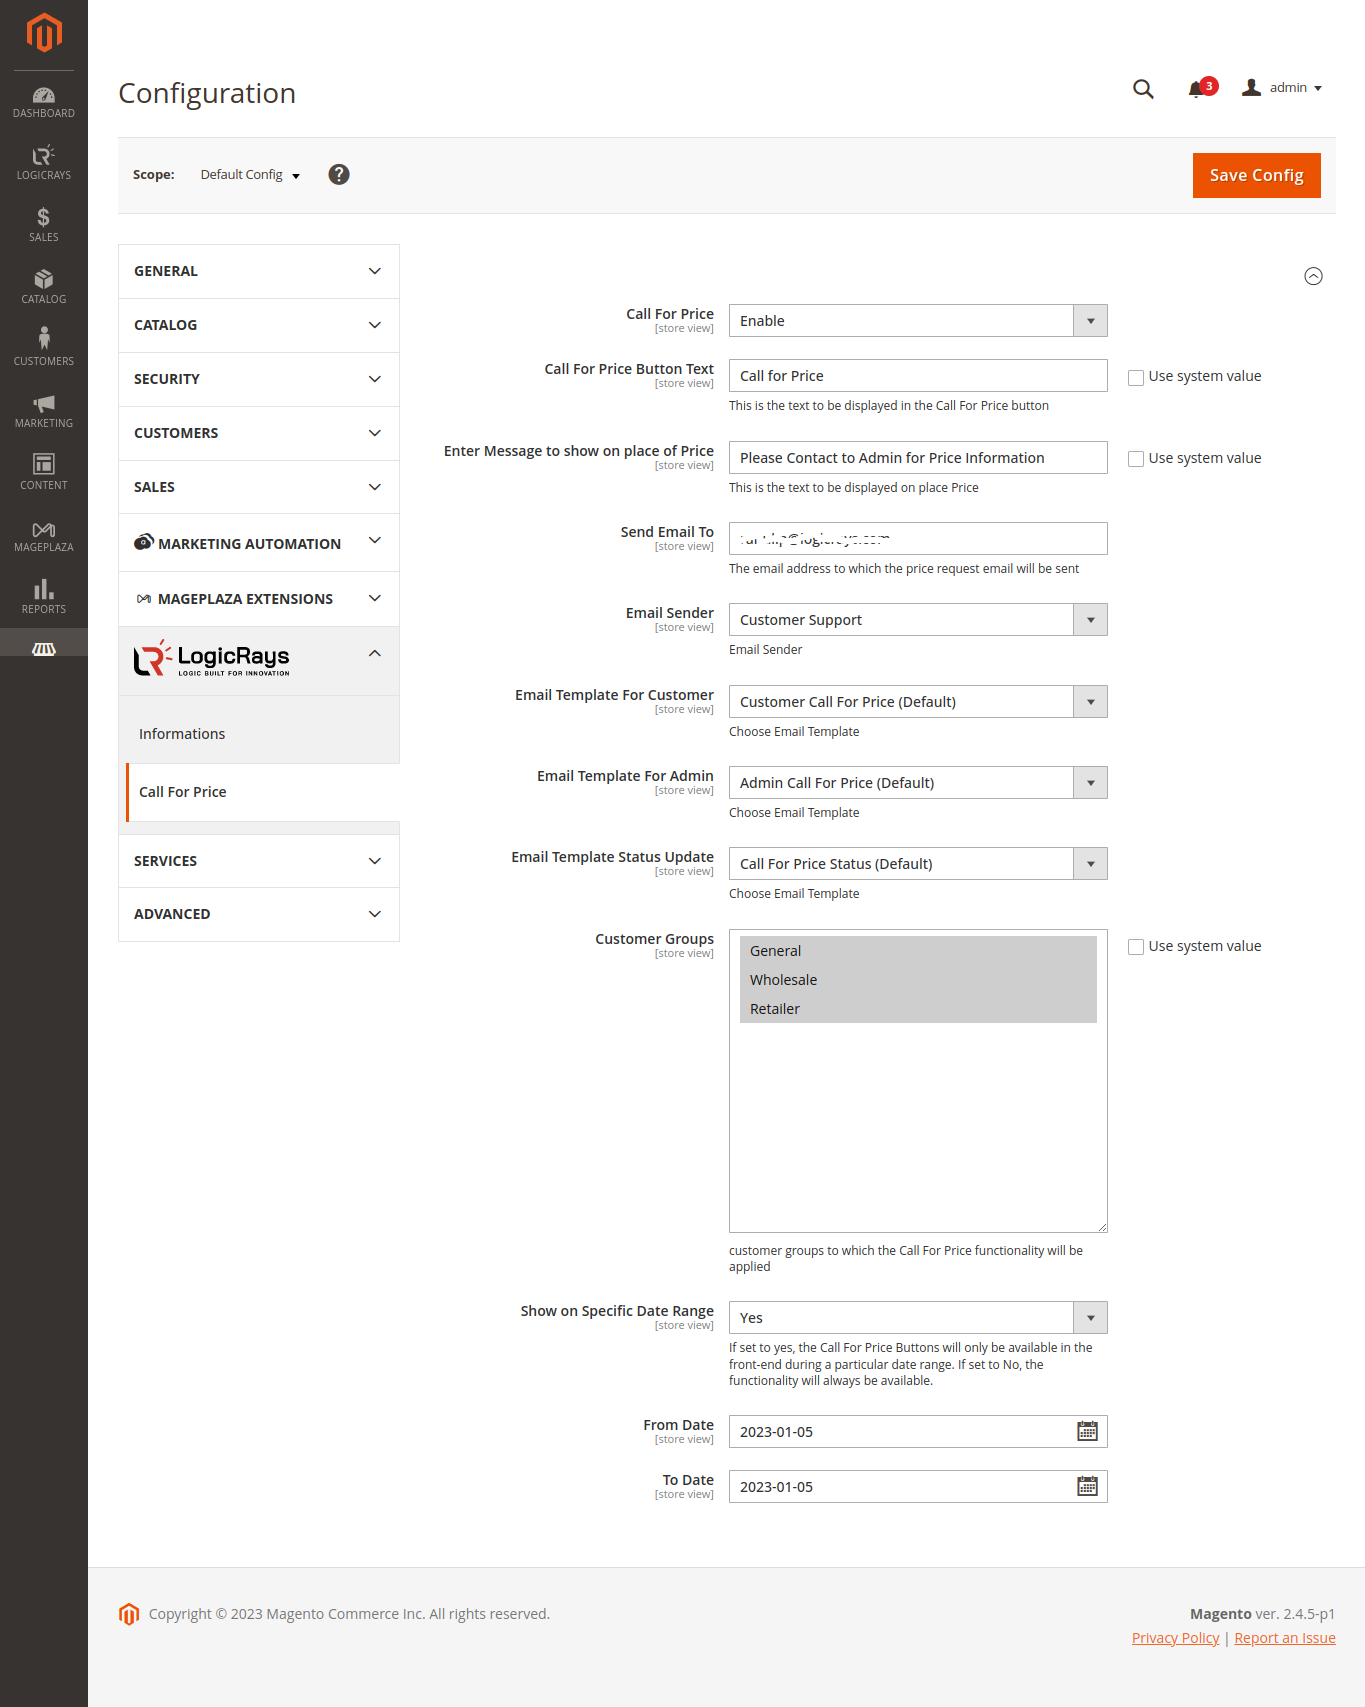 DASHBOARD
LOGICRAYS
SALES
CATALOG
CUSTOMERS
MARKETING
CONTENT
MAGEPLAZA
REPORTS
Configuration
3
admin
Scope: Default Config ?
Save Config
GENERAL
CATALOG
SECURITY
CUSTOMERS
SALES
MARKETING AUTOMATION
MAGEPLAZA EXTENSIONS
LogicRays
LOGIC BUILT FOR INNOVATION
Informations
Call For Price
SERVICES
ADVANCED
Call For Price
[store view]
Enable
Call For Price Button Text
[store view]
Call for Price
Use system value
This is the text to be displayed in the Call For Price button
Enter Message to show on place of Price
[store view]
Please Contact to Admin for Price Information
Use system value
This is the text to be displayed on place Price
Send Email To
[store view]
The email address to which the price request email will be sent
Email Sender
[store view]
Customer Support
Email Sender
Email Template For Customer
[store view]
Customer Call For Price (Default)
Choose Email Template
Email Template For Admin
[store view]
Admin Call For Price (Default)
Choose Email Template
Email Template Status Update
[store view]
Call For Price Status (Default)
Choose Email Template
Customer Groups
[store view]
General
Wholesale
Retailer
Use system value
customer groups to which the Call For Price functionality will be
applied
Show on Specific Date Range
[store view]
Yes
If set to yes, the Call For Price Buttons will only be available in the
front-end during a particular date range. If set to No, the
functionality will always be available.
From Date
[store view]
2023-01-05
To Date
[store view]
2023-01-05
Copyright © 2023 Magento Commerce Inc. All rights reserved.
Magento ver. 2.4.5-p1
Privacy Policy | Report an Issue